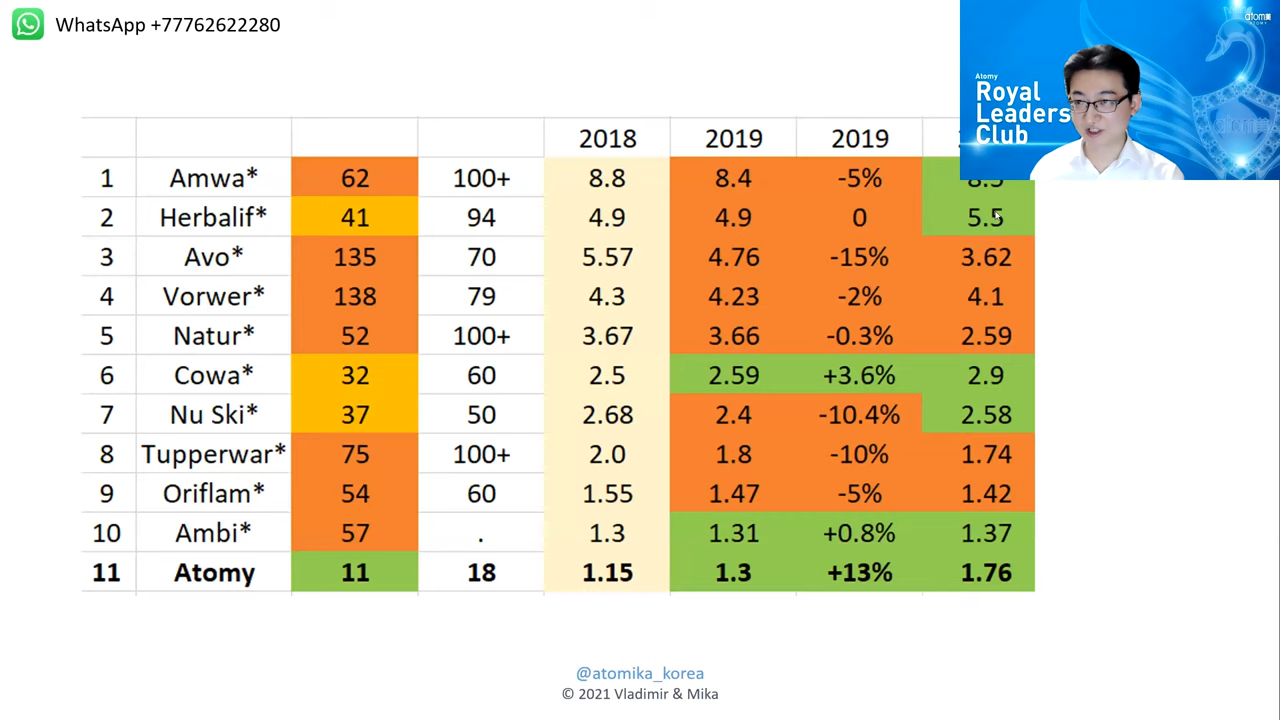 WhatsApp +77762622280
atom美
ATOMY
Atomy
Royal
Leaders
Club
2018 2019 2019
1 Amwa* 62 100+ 8.8 8.4 -5%
2 Herbalif* 41 94 4.9 4.9 0 5.5
3 Avo* 135 70 5.57 4.76 -15% 3.62
4 Vorwer* 138 79 4.3 4.23 -2% 4.1
5 Natur* 52 100+ 3.67 3.66 -0.3% 2.59
6 Cowa* 32 60 2.5 2.59 +3.6% 2.9
7 Nu Ski* 37 50 2.68 2.4 -10.4% 2.58
8 Tupperwar* 75 100+ 2.0 1.8 -10% 1.74
9 Oriflam* 54 60 1.55 1.47 -5% 1.42
10 Ambi* 57 . 1.3 1.31 +0.8% 1.37
11 Atomy 11 18 1.15 1.3 +13% 1.76
@atomika_korea
© 2021 Vladimir & Mika